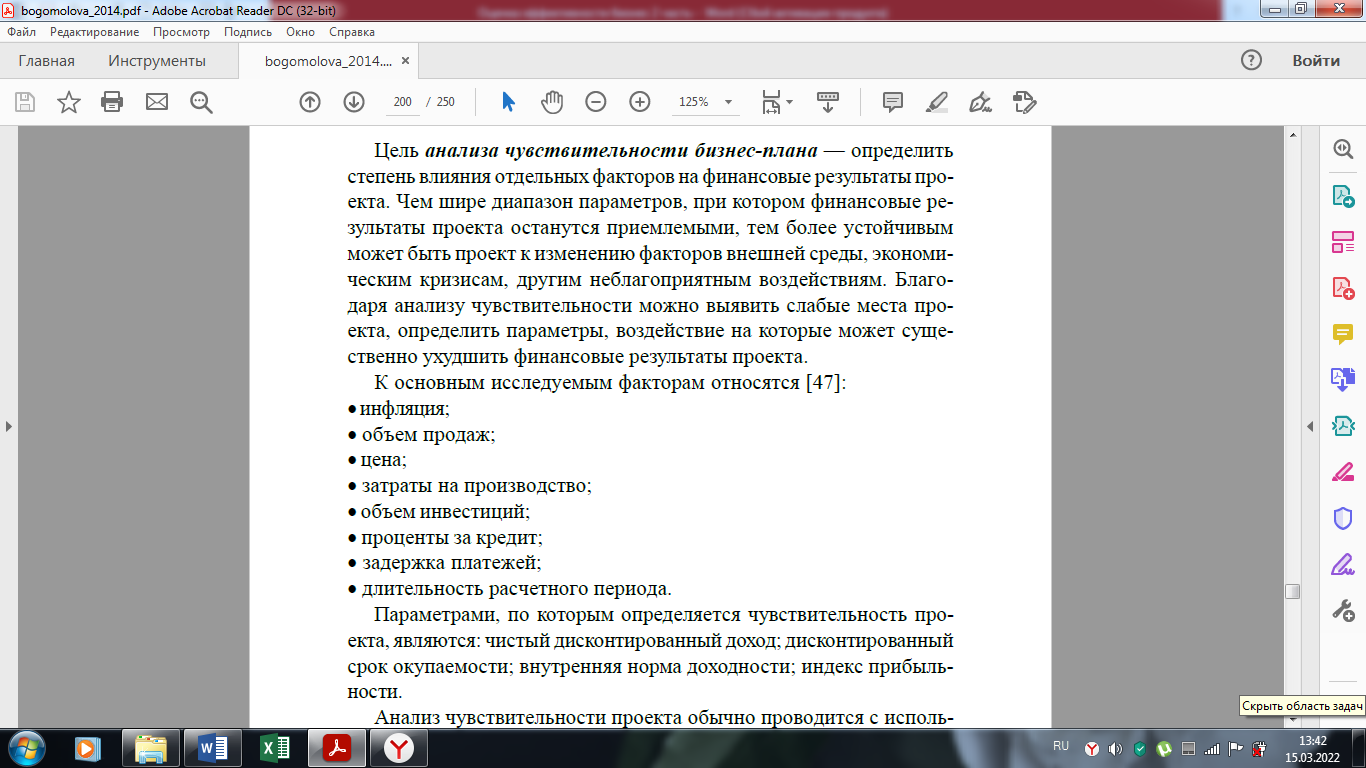 bogomolova_2014.pdf - Adobe Acrobat Reader DC (32-bit)
Файл Редактирование Просмотр Подпись Окно Справка
Главная Инструменты bogomolova_2014.... × Войти
200 / 250 125%
Цель анализа чувствительности бизнес-плана — определить
степень влияния отдельных факторов на финансовые результаты про-
екта. Чем шире диапазон параметров, при котором финансовые ре-
зультаты проекта останутся приемлемыми, тем более устойчивым
может быть проект к изменению факторов внешней среды, экономи-
ческим кризисам, другим неблагоприятным воздействиям. Благо-
даря анализу чувствительности можно выявить слабые места про-
екта, определить параметры, воздействие на которые может суще-
ственно ухудшить финансовые результаты проекта.
К основным исследуемым факторам относятся [47]:
• инфляция;
• объем продаж;
• цена;
• затраты на производство;
• объем инвестиций;
• проценты за кредит;
• задержка платежей;
• длительность расчетного периода.
Параметрами, по которым определяется чувствительность про-
екта, являются: чистый дисконтированный доход; дисконтированный
срок окупаемости; внутренняя норма доходности; индекс прибыль-
ности.
Анализ чувствительности проекта обычно проводится с исполь-
Скрыть область задач
RU
13:42
15.03.2022